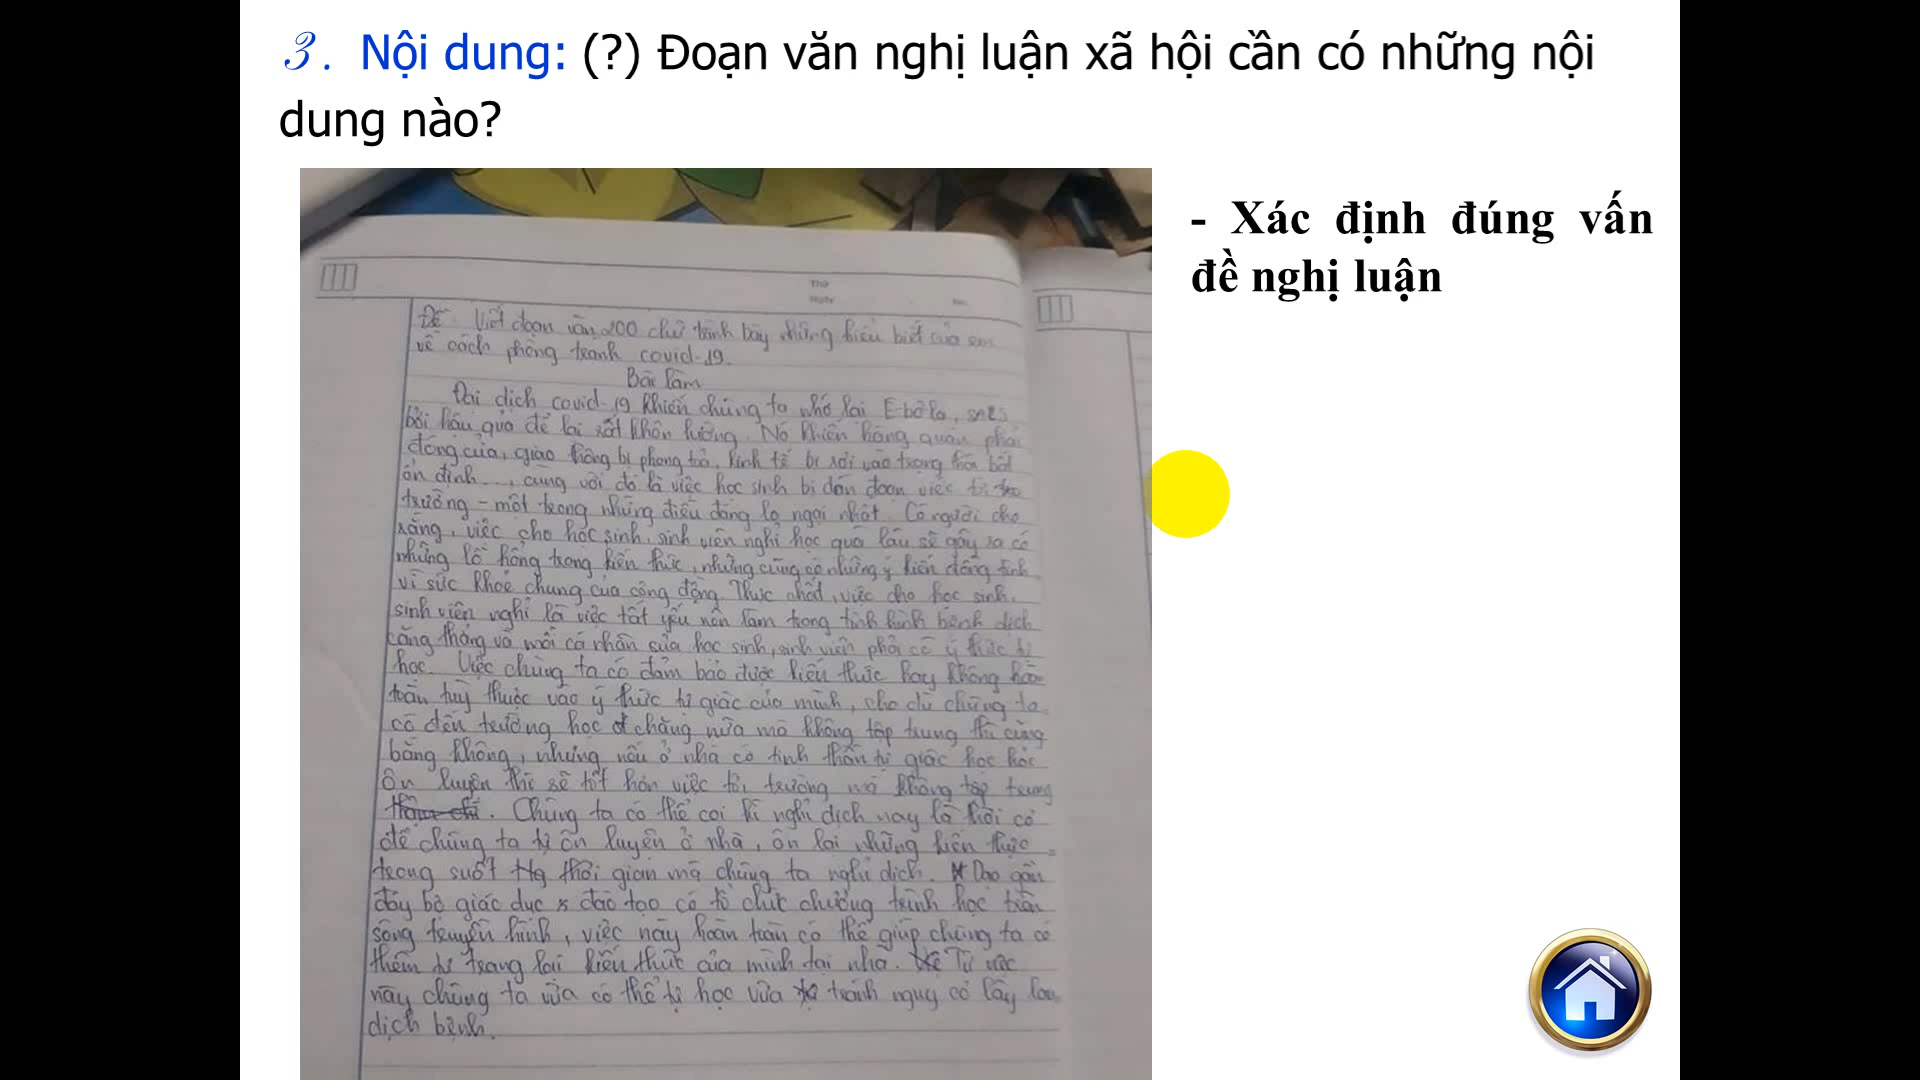 3. Nội dung: (?) Đoạn văn nghị luận xã hội cần có những nội
dung nào?
- Xác định đúng vấn
đề nghị luận
Thứ
Ngày
Đề: Viết đoạn văn 200 chữ trình bày những hiểu biết của em
về cách phòng tránh covid-19.
Bài làm
Đại dịch covid-19 khiến chúng ta nhớ lại E-bô-la, SARS
bởi hậu quả để lại rất khôn lường. Nó khiến hàng quán phải
đóng cửa, giao thông bị phong toả, kinh tế bị rơi vào trạng thái bất
ổn định..., cùng với đó là việc học sinh bị dán đoạn việc tới
trường - một trong những điều đáng lo ngại nhất. Có người cho
rằng, việc cho học sinh, sinh viên nghỉ học quá lâu sẽ gây ra có
những lỗ hổng trong kiến thức, nhưng cũng có những ý kiến đồng tình
vì sức khoẻ chung của cộng động. Thực chất, việc cho học sinh,
sinh viên nghỉ là việc tất yếu nên làm trong tình hình bệnh dịch
căng thẳng và mỗi cá nhân của học sinh, sinh viên phải có ý thức tự
học. Việc chúng ta có đảm bảo được kiến thức hay không hoàn
toàn tuỳ thuộc vào ý thức tự giác của mình, cho dù chúng ta
có đến trường học chăng nữa mà không tập trung thì cũng
bằng không, nhưng nếu ở nhà có tinh thần tự giác học hỏi
ôn luyện thì sẽ tốt hơn việc tới trường mà không tập trung
. Chúng ta có thể coi kì nghỉ dịch này là thời cơ
để chúng ta tự ôn luyện ở nhà, ôn lại những kiến thức
trong suốt thời gian mà chúng ta nghỉ dịch. Dạo gần
đây bộ giác dục & đào tạo có tổ chức chương trình học trên
sóng truyền hình, việc này hoàn toàn có thể giúp chúng ta có
thêm tự trang lại kiến thức của mình tại nhà. Từ việc
này chúng ta vừa có thể tự học vừa tránh nguy cơ lây lan
dịch bệnh.